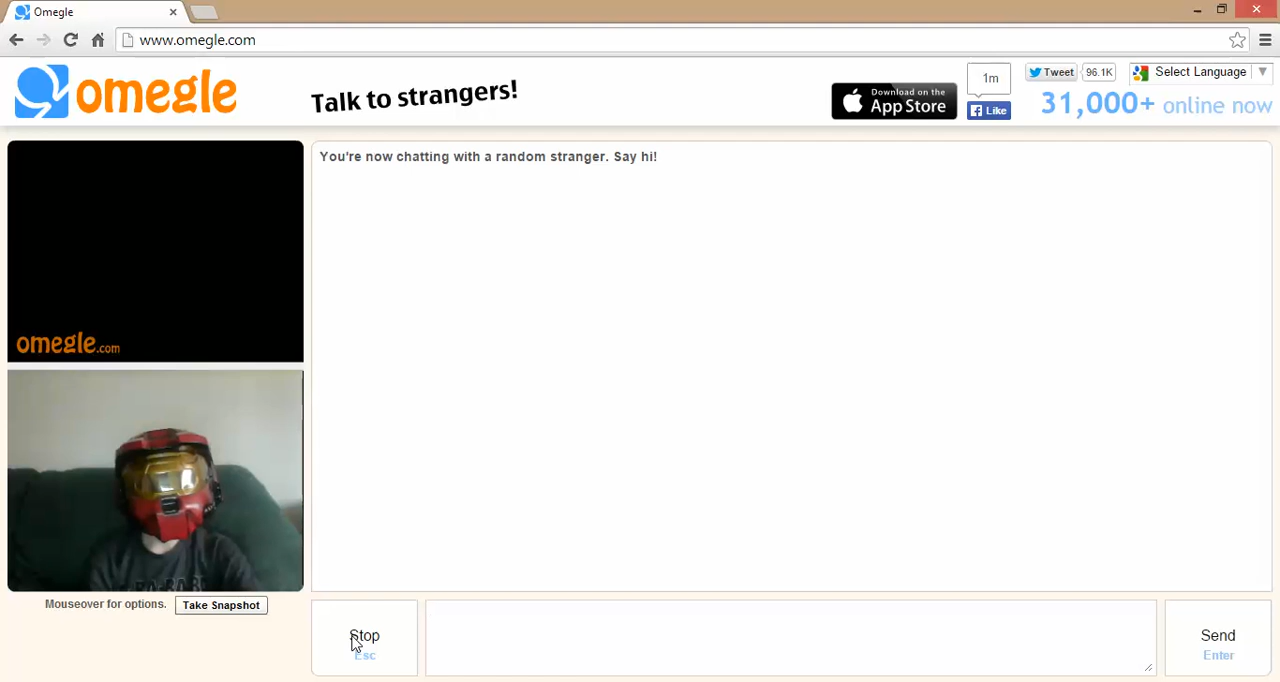 Omegle
www.omegle.com
omegle
Talk to strangers!
Download on the
App Store
1m
Like
Tweet
96.1K
Select Language
31,000+ online now
You're now chatting with a random stranger. Say hi!
omegle.com
Mouseover for options.
Take Snapshot
Stop
Esc
Send
Enter